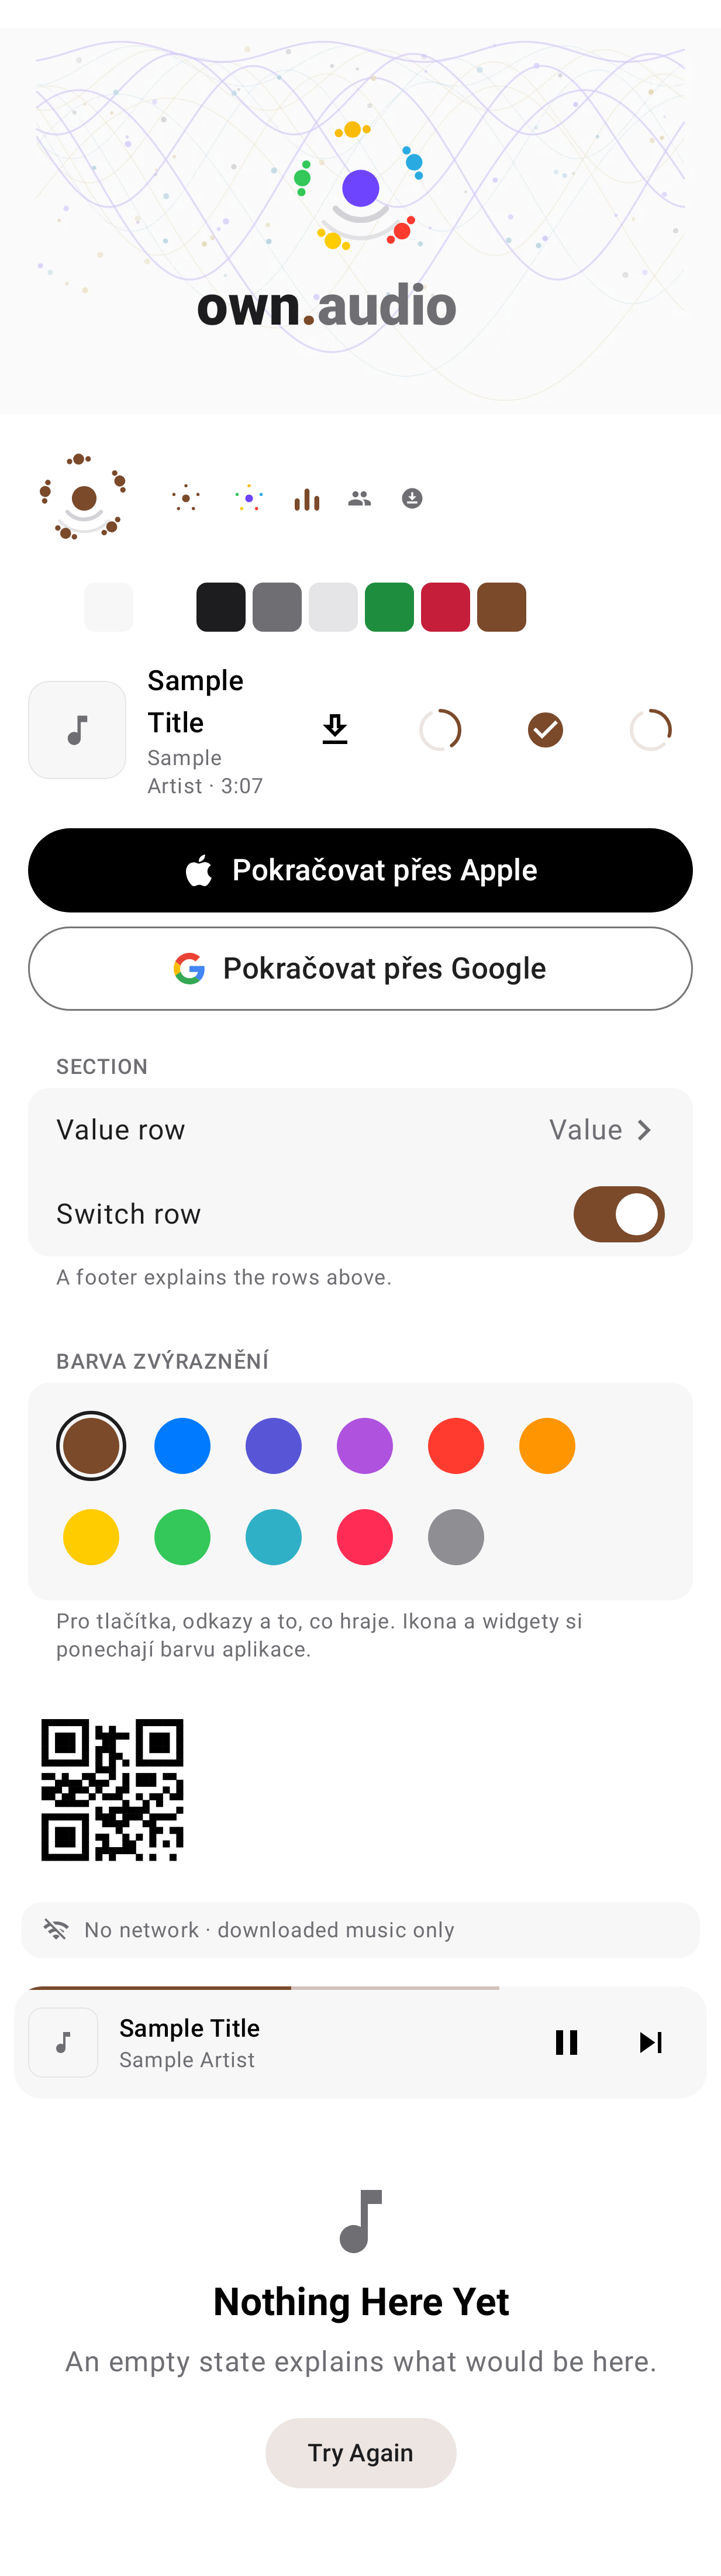 own.audio
Sample
Title
Sample
Artist · 3:07
Pokračovat přes Apple
Pokračovat přes Google
SECTION
Value row
Value
Switch row
A footer explains the rows above.
BARVA ZVÝRAZNĚNÍ
Pro tlačítka, odkazy a to, co hraje. Ikona a widgety si
ponechají barvu aplikace.
No network · downloaded music only
Sample Title
Sample Artist
Nothing Here Yet
An empty state explains what would be here.
Try Again